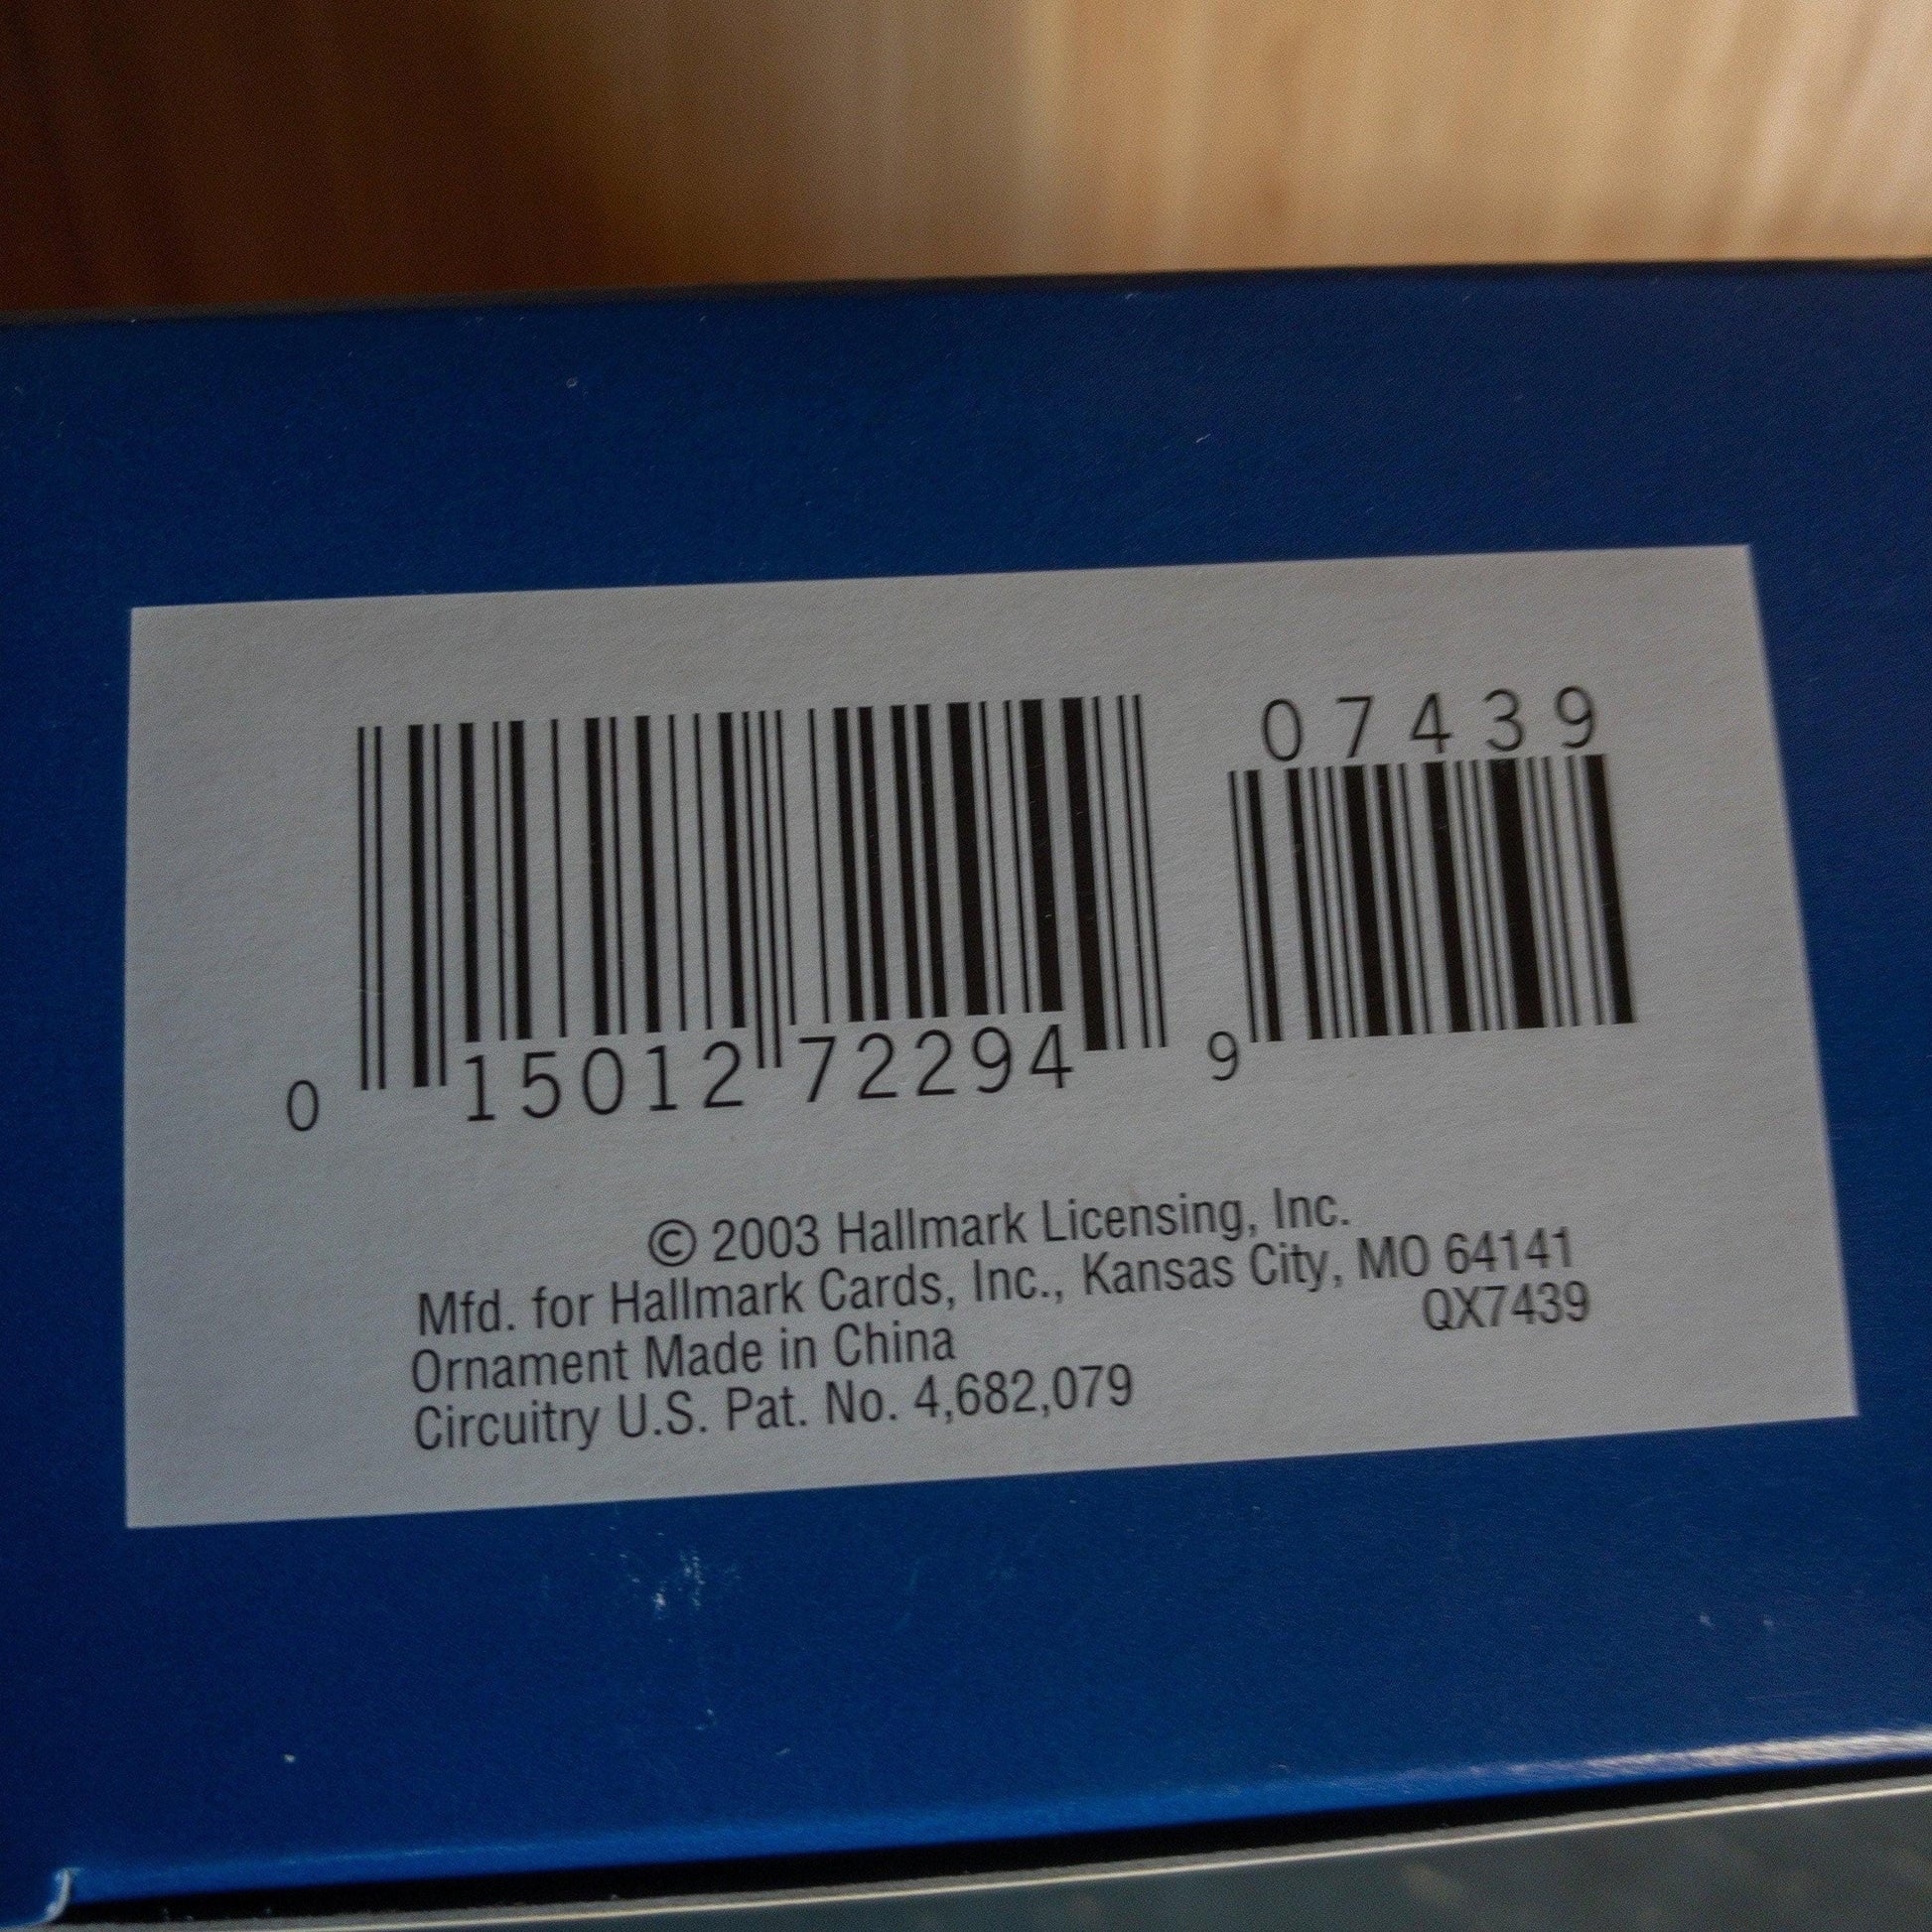 07439
0 15012 72294 9
© 2003 Hallmark Licensing, Inc.
Mfd. for Hallmark Cards, Inc., Kansas City, MO 64141
Ornament Made in China QX7439
Circuitry U.S. Pat. No. 4,682,079